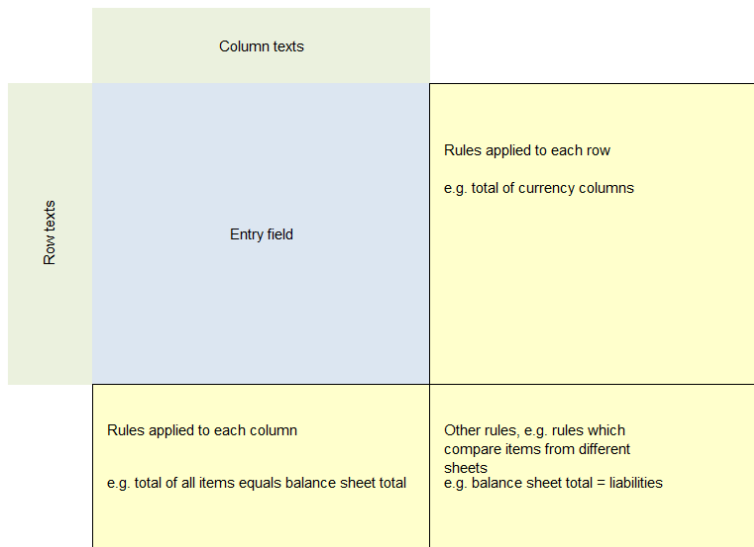 Column texts
Row texts
Entry field
Rules applied to each row
e.g. total of currency columns
Rules applied to each column
e.g. total of all items equals balance sheet total
Other rules, e.g. rules which
compare items from different
sheets
e.g. balance sheet total = liabilities